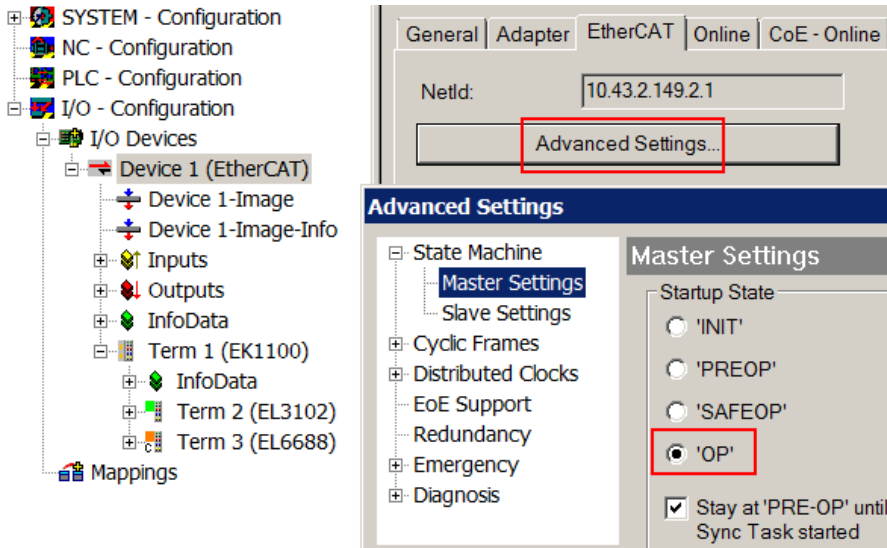 SYSTEM - Configuration
NC - Configuration
PLC - Configuration
I/O - Configuration
I/O Devices
Device 1 (EtherCAT)
Device 1-Image
Device 1-Image-Info
Inputs
Outputs
InfoData
Term 1 (EK1100)
InfoData
Term 2 (EL3102)
Term 3 (EL6688)
Mappings
General Adapter EtherCAT Online CoE - Online
NetId: 10.43.2.149.2.1
Advanced Settings...
Advanced Settings
State Machine
Master Settings
Slave Settings
Cyclic Frames
Distributed Clocks
EoE Support
Redundancy
Emergency
Diagnosis
Master Settings
Startup State
'INIT'
'PREOP'
'SAFEOP'
'OP'
Stay at 'PRE-OP' until
Sync Task started